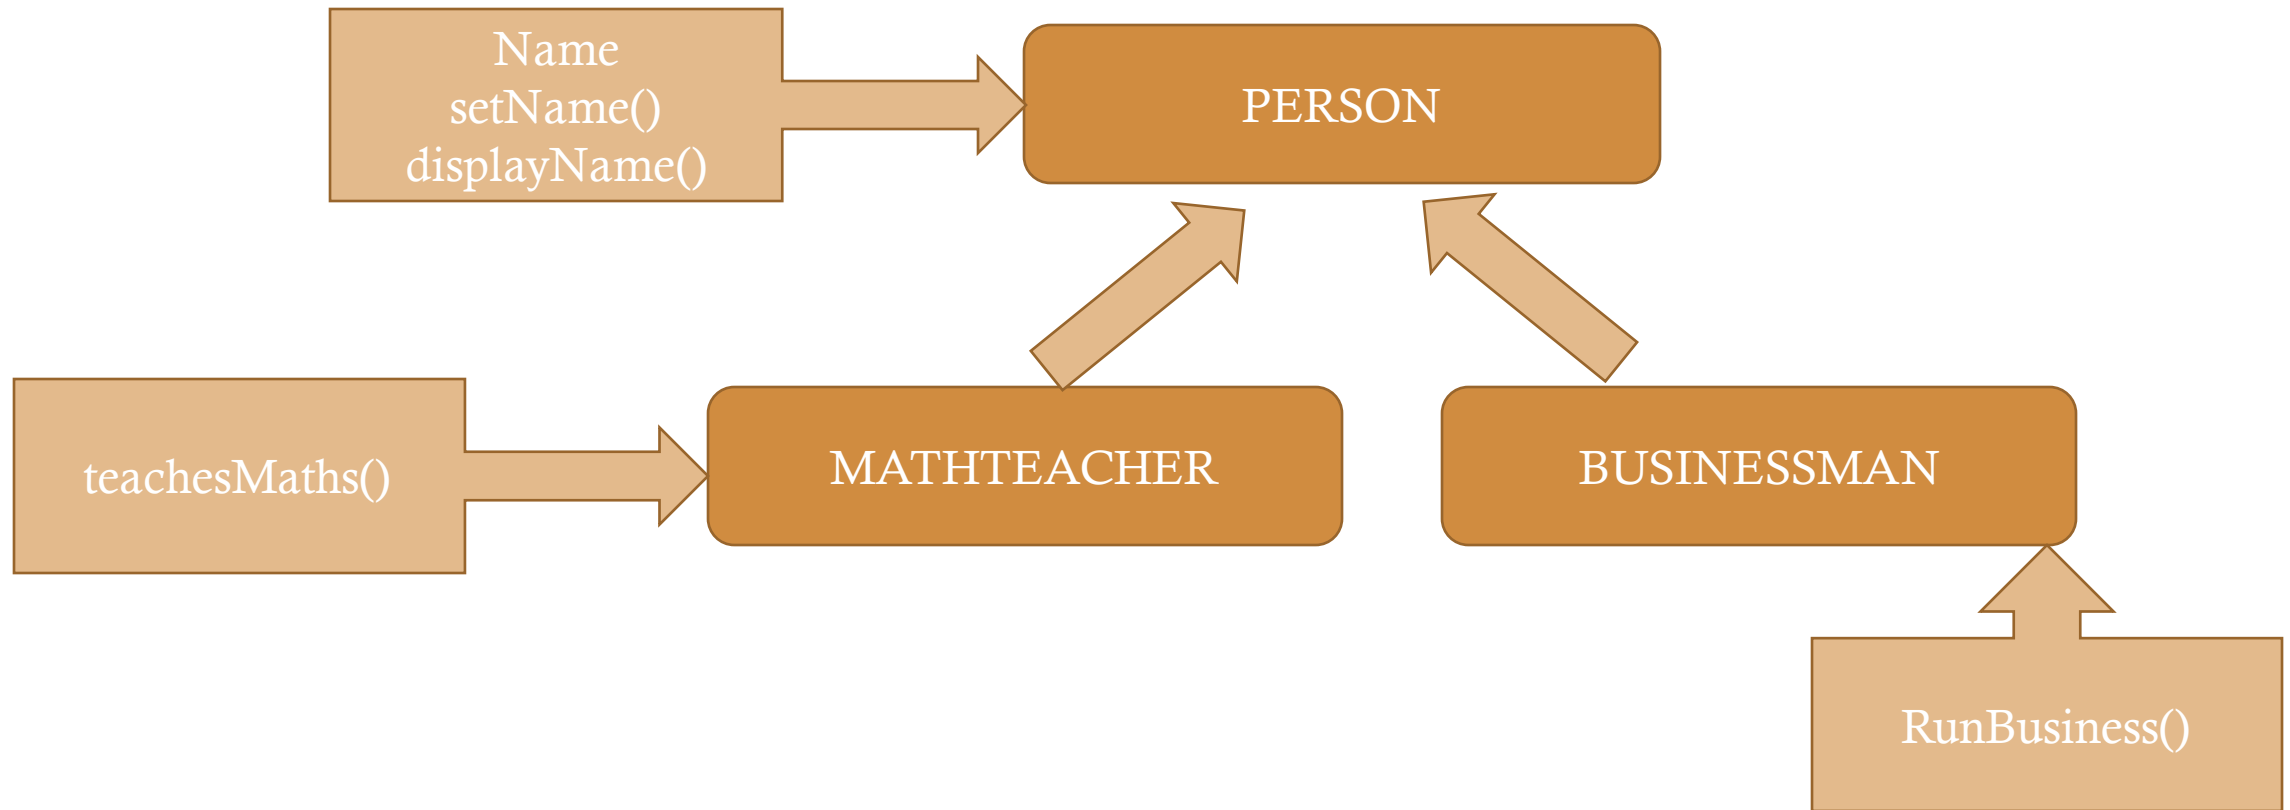 Name
setName()
displayName()
PERSON
teachesMaths()
MATHTEACHER
BUSINESSMAN
RunBusiness()